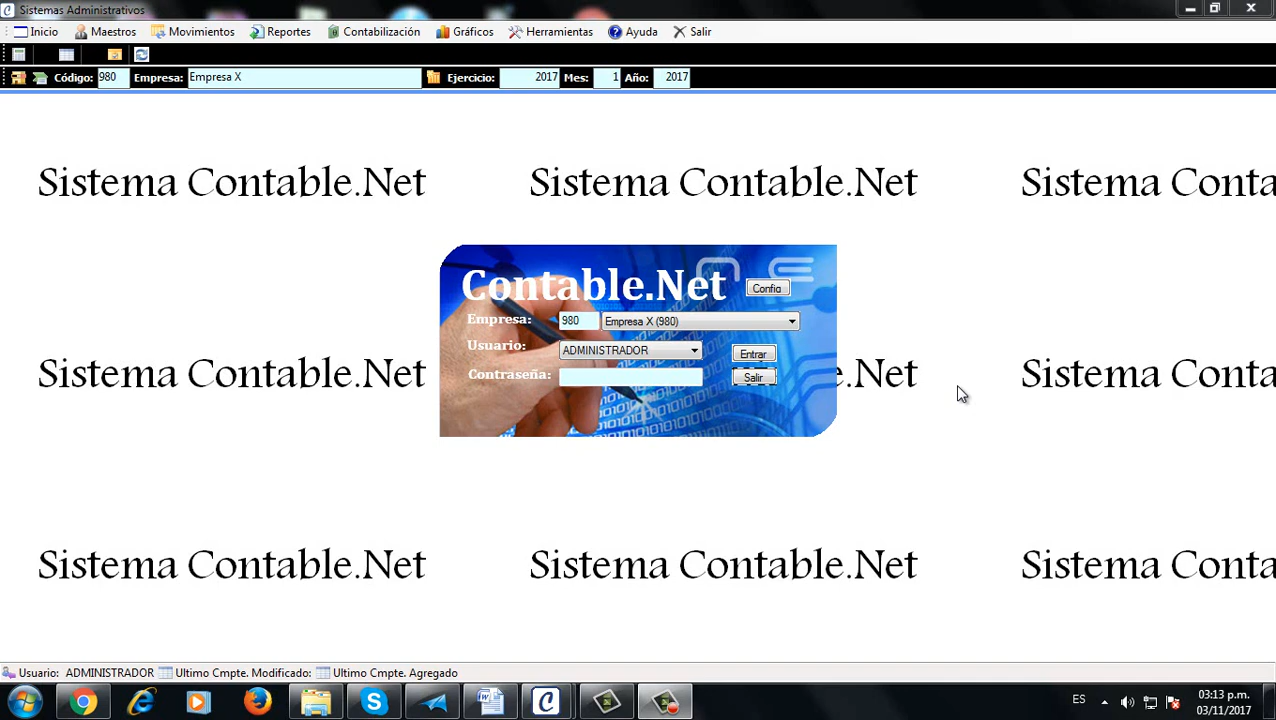 Sistemas Administrativos
Inicio Maestros Movimientos Reportes Contabilización Gráficos Herramientas Ayuda Salir
Código: 980 Empresa: Empresa X Ejercicio: 2017 Mes: 1 Año: 2017
Sistema Contable.Net Sistema Contable.Net Sistema Conta
Contable.Net Config
Empresa: 980 Empresa X (980)
Usuario: ADMINISTRADOR Entrar
Contraseña: Salir
Sistema Contable.Net e.Net Sistema Conta
Sistema Contable.Net Sistema Contable.Net Sistema Conta
Usuario: ADMINISTRADOR Ultimo Cmpte. Modificado: Ultimo Cmpte. Agregado
ES 03:13 p.m.
03/11/2017